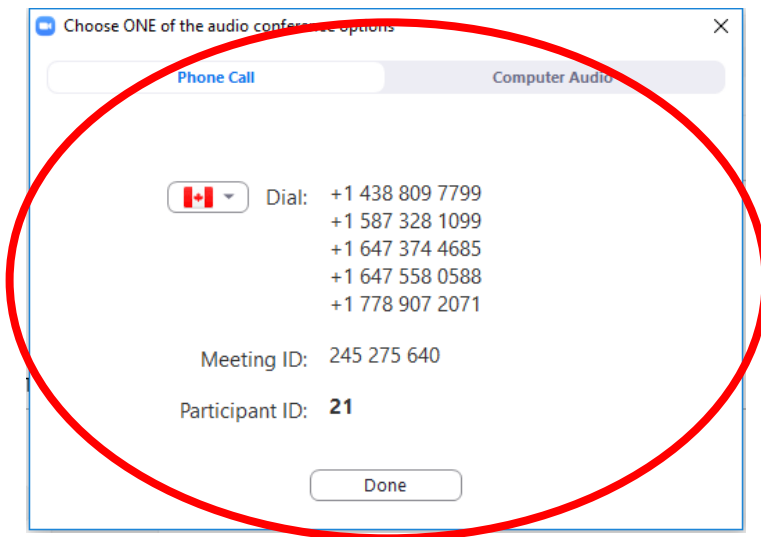 Choose ONE of the audio conference options
Phone Call Computer Audio
Dial: +1 438 809 7799
+1 587 328 1099
+1 647 374 4685
+1 647 558 0588
+1 778 907 2071
Meeting ID: 245 275 640
Participant ID: 21
Done